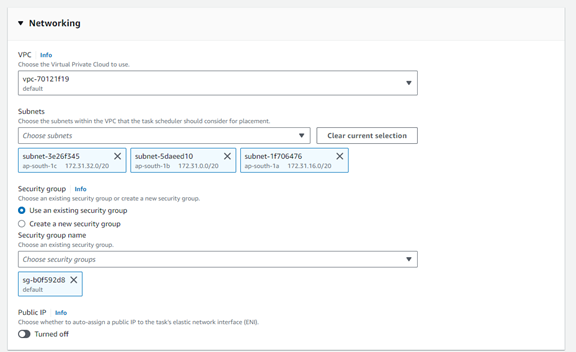 Networking
VPC Info
Choose the Virtual Private Cloud to use.
vpc-70121f19
default
Subnets
Choose the subnets within the VPC that the task scheduler should consider for placement.
Choose subnets
Clear current selection
subnet-3e26f345
ap-south-1c 172.31.32.0/20
subnet-5daeed10
ap-south-1b 172.31.0.0/20
subnet-1f706476
ap-south-1a 172.31.16.0/20
Security group Info
Choose an existing security group or create a new security group.
Use an existing security group
Create a new security group
Security group name
Choose an existing security group.
Choose security groups
sg-b0f592d8
default
Public IP Info
Choose whether to auto-assign a public IP to the task's elastic network interface (ENI).
Turned off